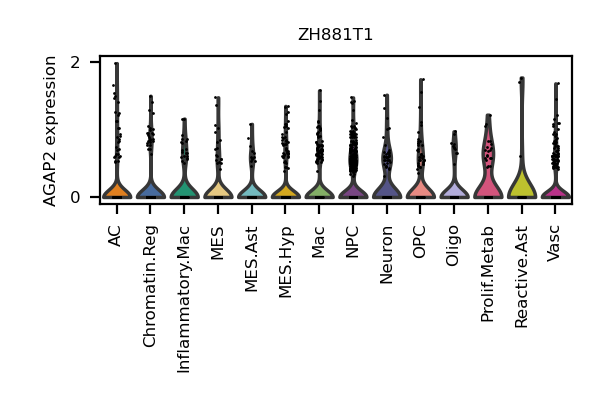 ZH881T1
AGAP2 expression
2
0
AC
Chromatin.Reg
Inflammatory.Mac
MES
MES.Ast
MES.Hyp
Mac
NPC
Neuron
OPC
Oligo
Prolif.Metab
Reactive.Ast
Vasc